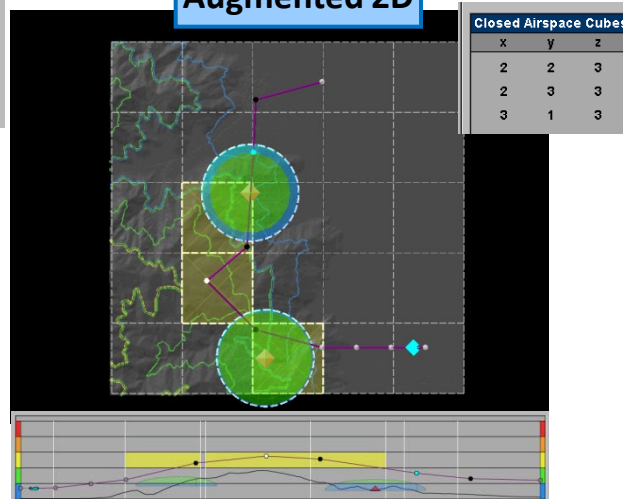 Augmented 2D
Closed Airspace Cubes
x y z
2 2 3
2 3 3
3 1 3